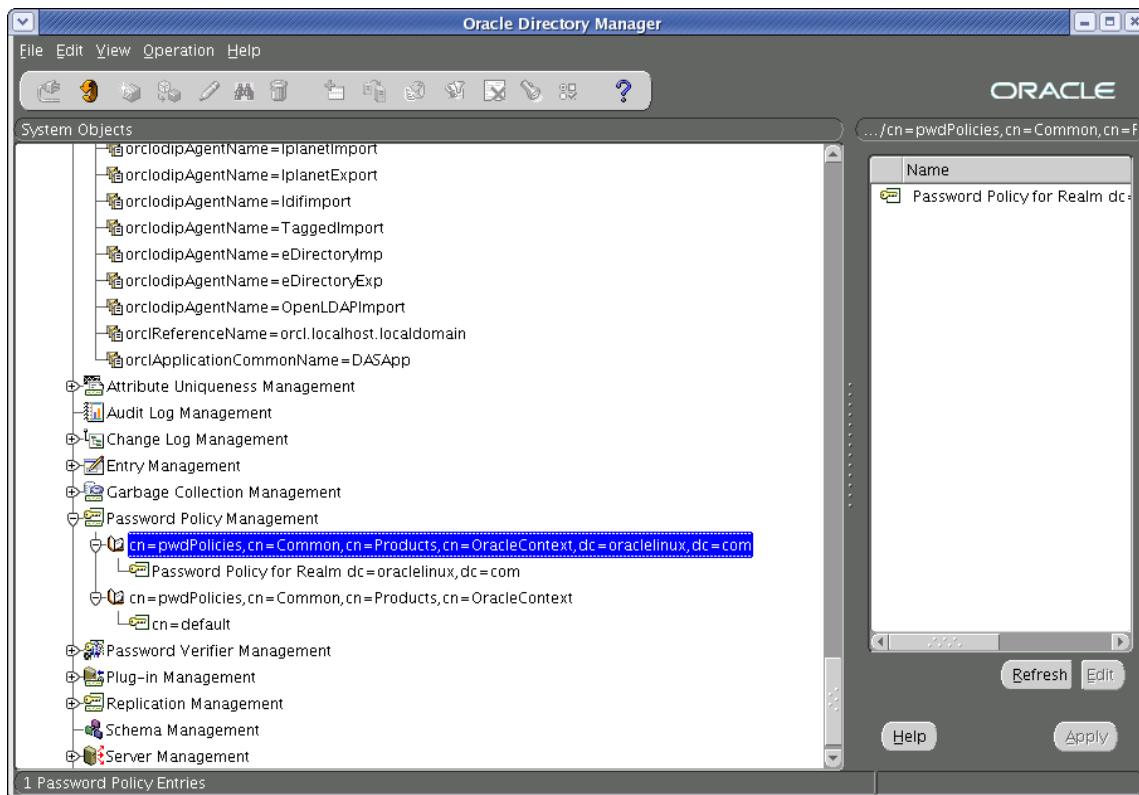 Oracle Directory Manager
File Edit View Operation Help
ORACLE
System Objects
.../cn=pwdPolicies,cn=Common,cn=P
orclodipAgentName=IplanetImport
orclodipAgentName=IplanetExport
orclodipAgentName=ldifimport
orclodipAgentName=TaggedImport
orclodipAgentName=eDirectoryImp
orclodipAgentName=eDirectoryExp
orclodipAgentName=OpenLDAPImport
orclReferenceName=orcl.localhost.localdomain
orclApplicationCommonName=DASApp
Attribute Uniqueness Management
Audit Log Management
Change Log Management
Entry Management
Garbage Collection Management
Password Policy Management
cn=pwdPolicies,cn=Common,cn=Products,cn=OracleContext,dc=oraclelinux,dc=com
Password Policy for Realm dc=oraclelinux,dc=com
cn=pwdPolicies,cn=Common,cn=Products,cn=OracleContext
cn=default
Password Verifier Management
Plug-in Management
Replication Management
Schema Management
Server Management
Name
Password Policy for Realm dc=
Refresh Edit
Help Apply
1 Password Policy Entries